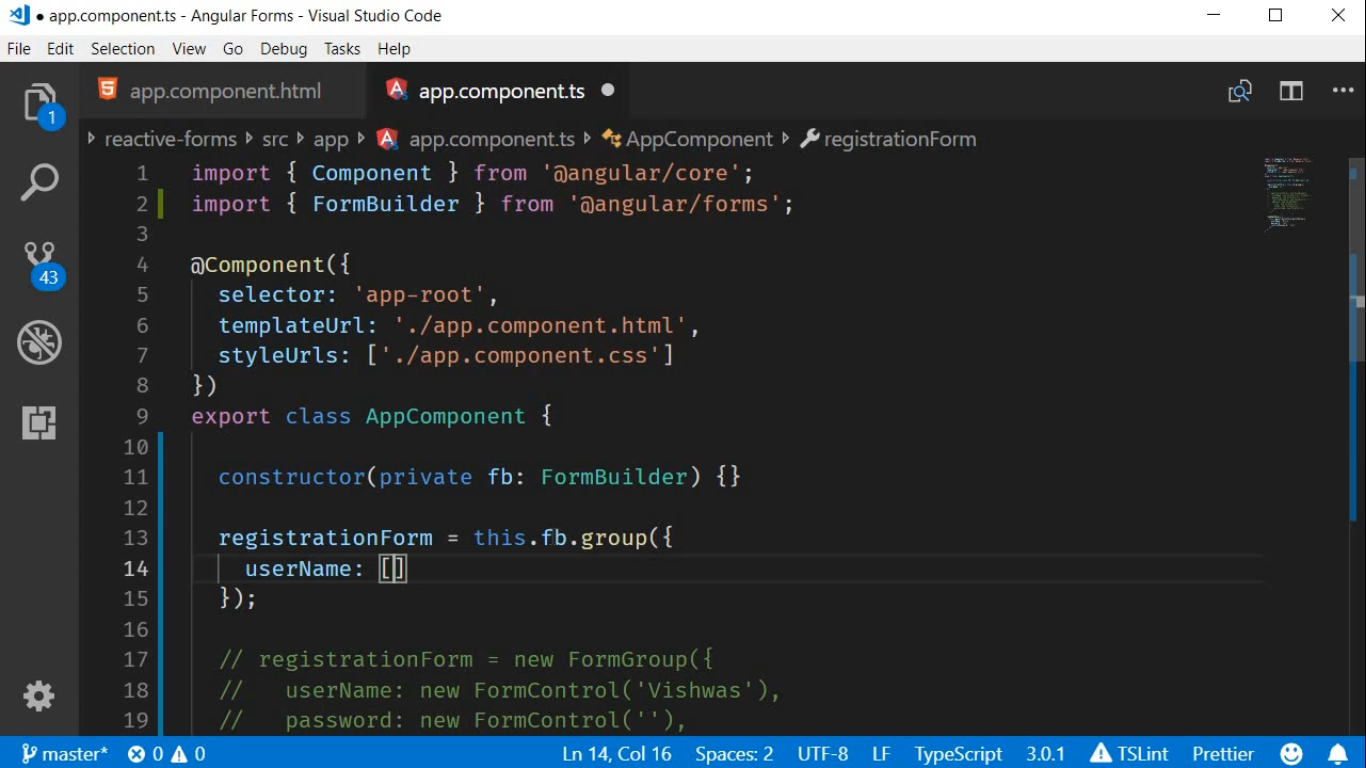 ● app.component.ts - Angular Forms - Visual Studio Code
File Edit Selection View Go Debug Tasks Help
app.component.html app.component.ts ●
reactive-forms src app app.component.ts AppComponent registrationForm
1 import { Component } from '@angular/core';
2 import { FormBuilder } from '@angular/forms';
3
4 @Component({
5 selector: 'app-root',
6 templateUrl: './app.component.html',
7 styleUrls: ['./app.component.css']
8 })
9 export class AppComponent {
10
11 constructor(private fb: FormBuilder) {}
12
13 registrationForm = this.fb.group({
14 userName: []
15 });
16
17 // registrationForm = new FormGroup({
18 //   userName: new FormControl('Vishwas'),
19 //   password: new FormControl(''),
1
43
master* 0 0 Ln 14, Col 16 Spaces: 2 UTF-8 LF TypeScript 3.0.1 TSLint Prettier